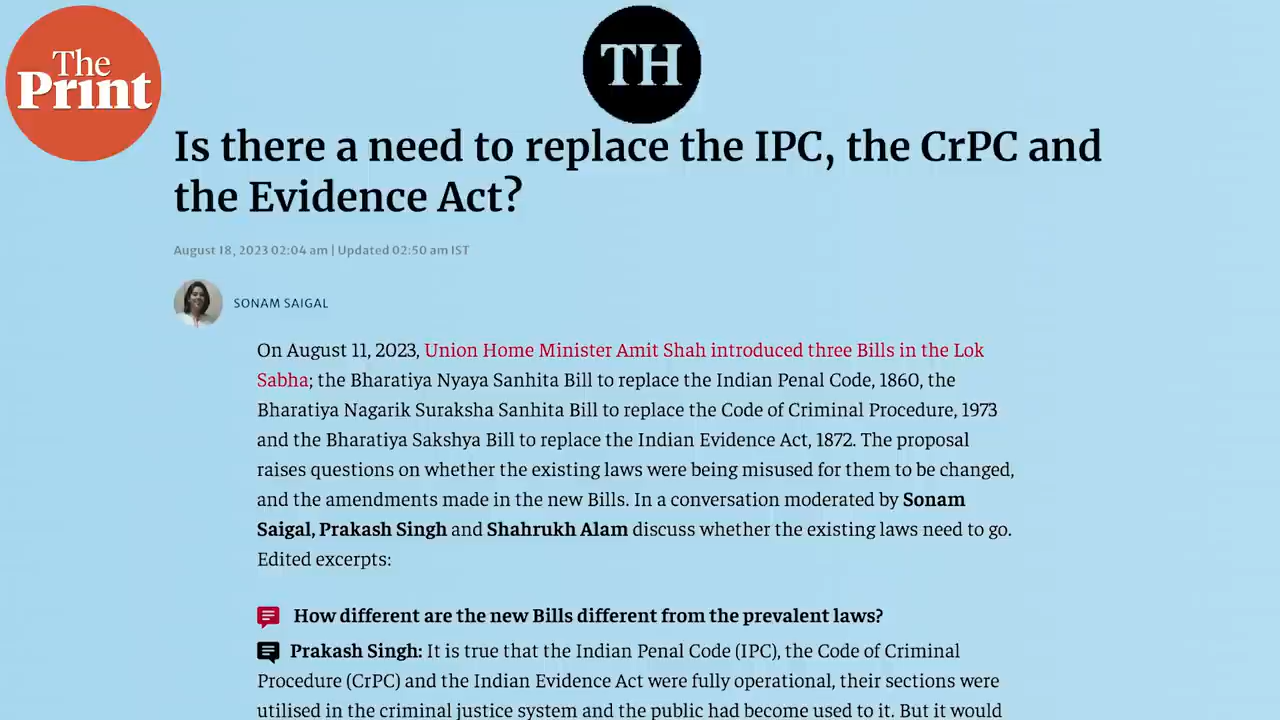 The
Print
TH
Is there a need to replace the IPC, the CrPC and
the Evidence Act?
August 18, 2023 02:04 am | Updated 02:50 am IST
SONAM SAIGAL
On August 11, 2023, Union Home Minister Amit Shah introduced three Bills in the Lok
Sabha; the Bharatiya Nyaya Sanhita Bill to replace the Indian Penal Code, 1860, the
Bharatiya Nagarik Suraksha Sanhita Bill to replace the Code of Criminal Procedure, 1973
and the Bharatiya Sakshya Bill to replace the Indian Evidence Act, 1872. The proposal
raises questions on whether the existing laws were being misused for them to be changed,
and the amendments made in the new Bills. In a conversation moderated by Sonam
Saigal, Prakash Singh and Shahrukh Alam discuss whether the existing laws need to go.
Edited excerpts:
How different are the new Bills different from the prevalent laws?
Prakash Singh: It is true that the Indian Penal Code (IPC), the Code of Criminal
Procedure (CrPC) and the Indian Evidence Act were fully operational, their sections were
utilised in the criminal justice system and the public had become used to it. But it would